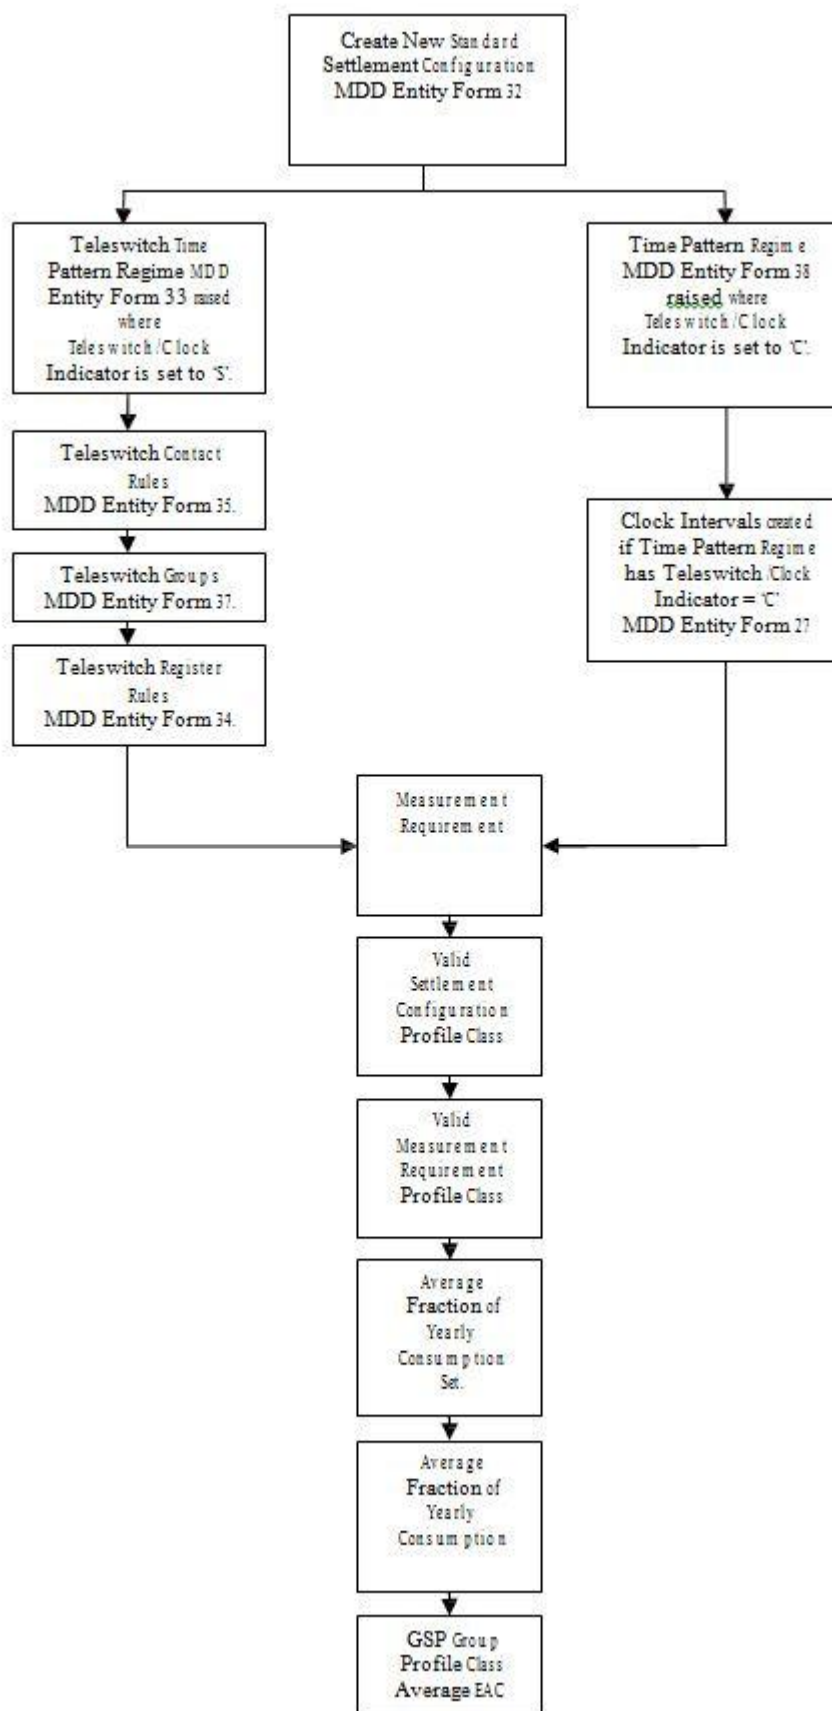 Create New Standard
Settlement Configuration
MDD Entity Form 32
Teleswitch Time
Pattern Regime MDD
Entity Form 33 raised
where
Teleswitch /Clock
Indicator is set to ‘S’.
Time Pattern Regime
MDD Entity Form 38
raised where
Teleswitch /Clock
Indicator is set to ‘C’.
Teleswitch Contact
Rules
MDD Entity Form 35.
Teleswitch Groups
MDD Entity Form 37.
Teleswitch Register
Rules
MDD Entity Form 34.
Clock Intervals created
if Time Pattern Regime
has Teleswitch /Clock
Indicator = ‘C’
MDD Entity Form 27
Measurement
Requirement
Valid
Settlement
Configuration
Profile Class
Valid
Measurement
Requirement
Profile Class
Average
Fraction of
Yearly
Consumption
Set.
Average
Fraction of
Yearly
Consumption
GSP Group
Profile Class
Average EAC